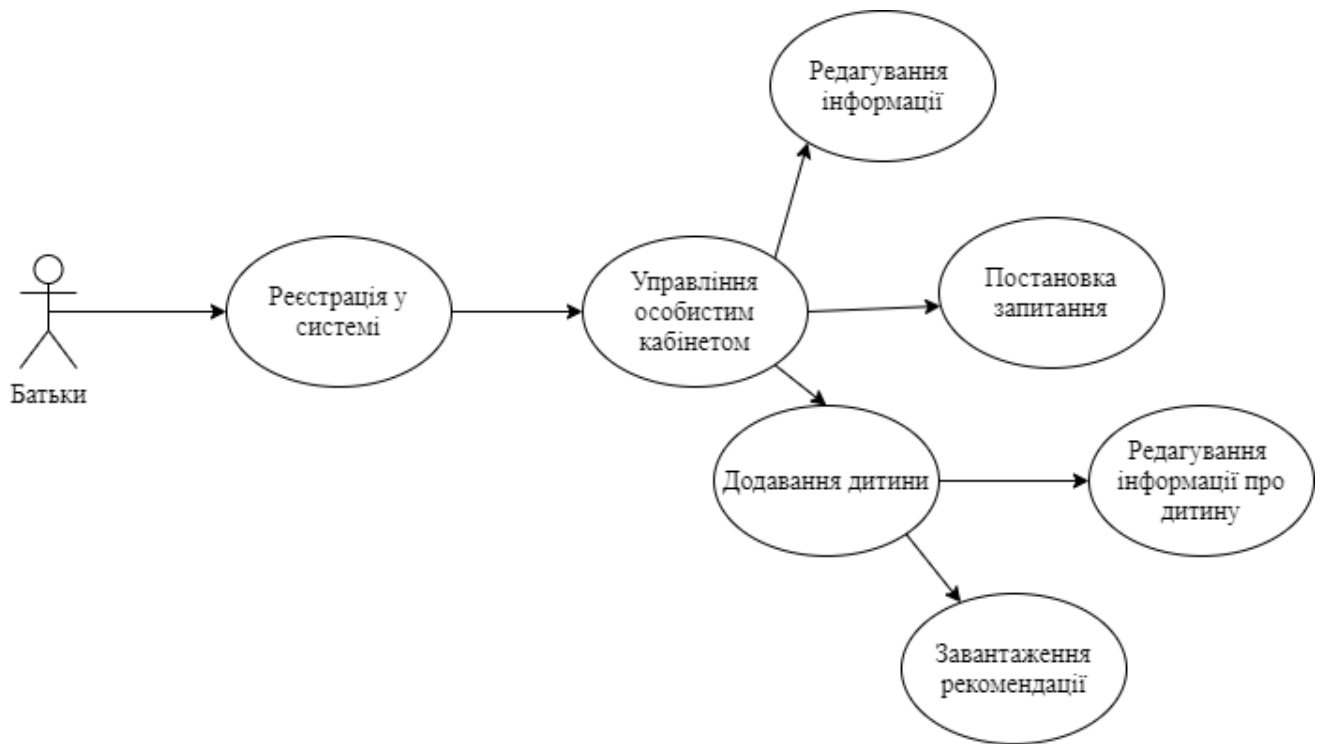 Редагування
інформації
Постановка
запитання
Управління
особистим
кабінетом
Реєстрація у
системі
Батьки
Додавання дитини
Редагування
інформації про
дитину
Завантаження
рекомендації